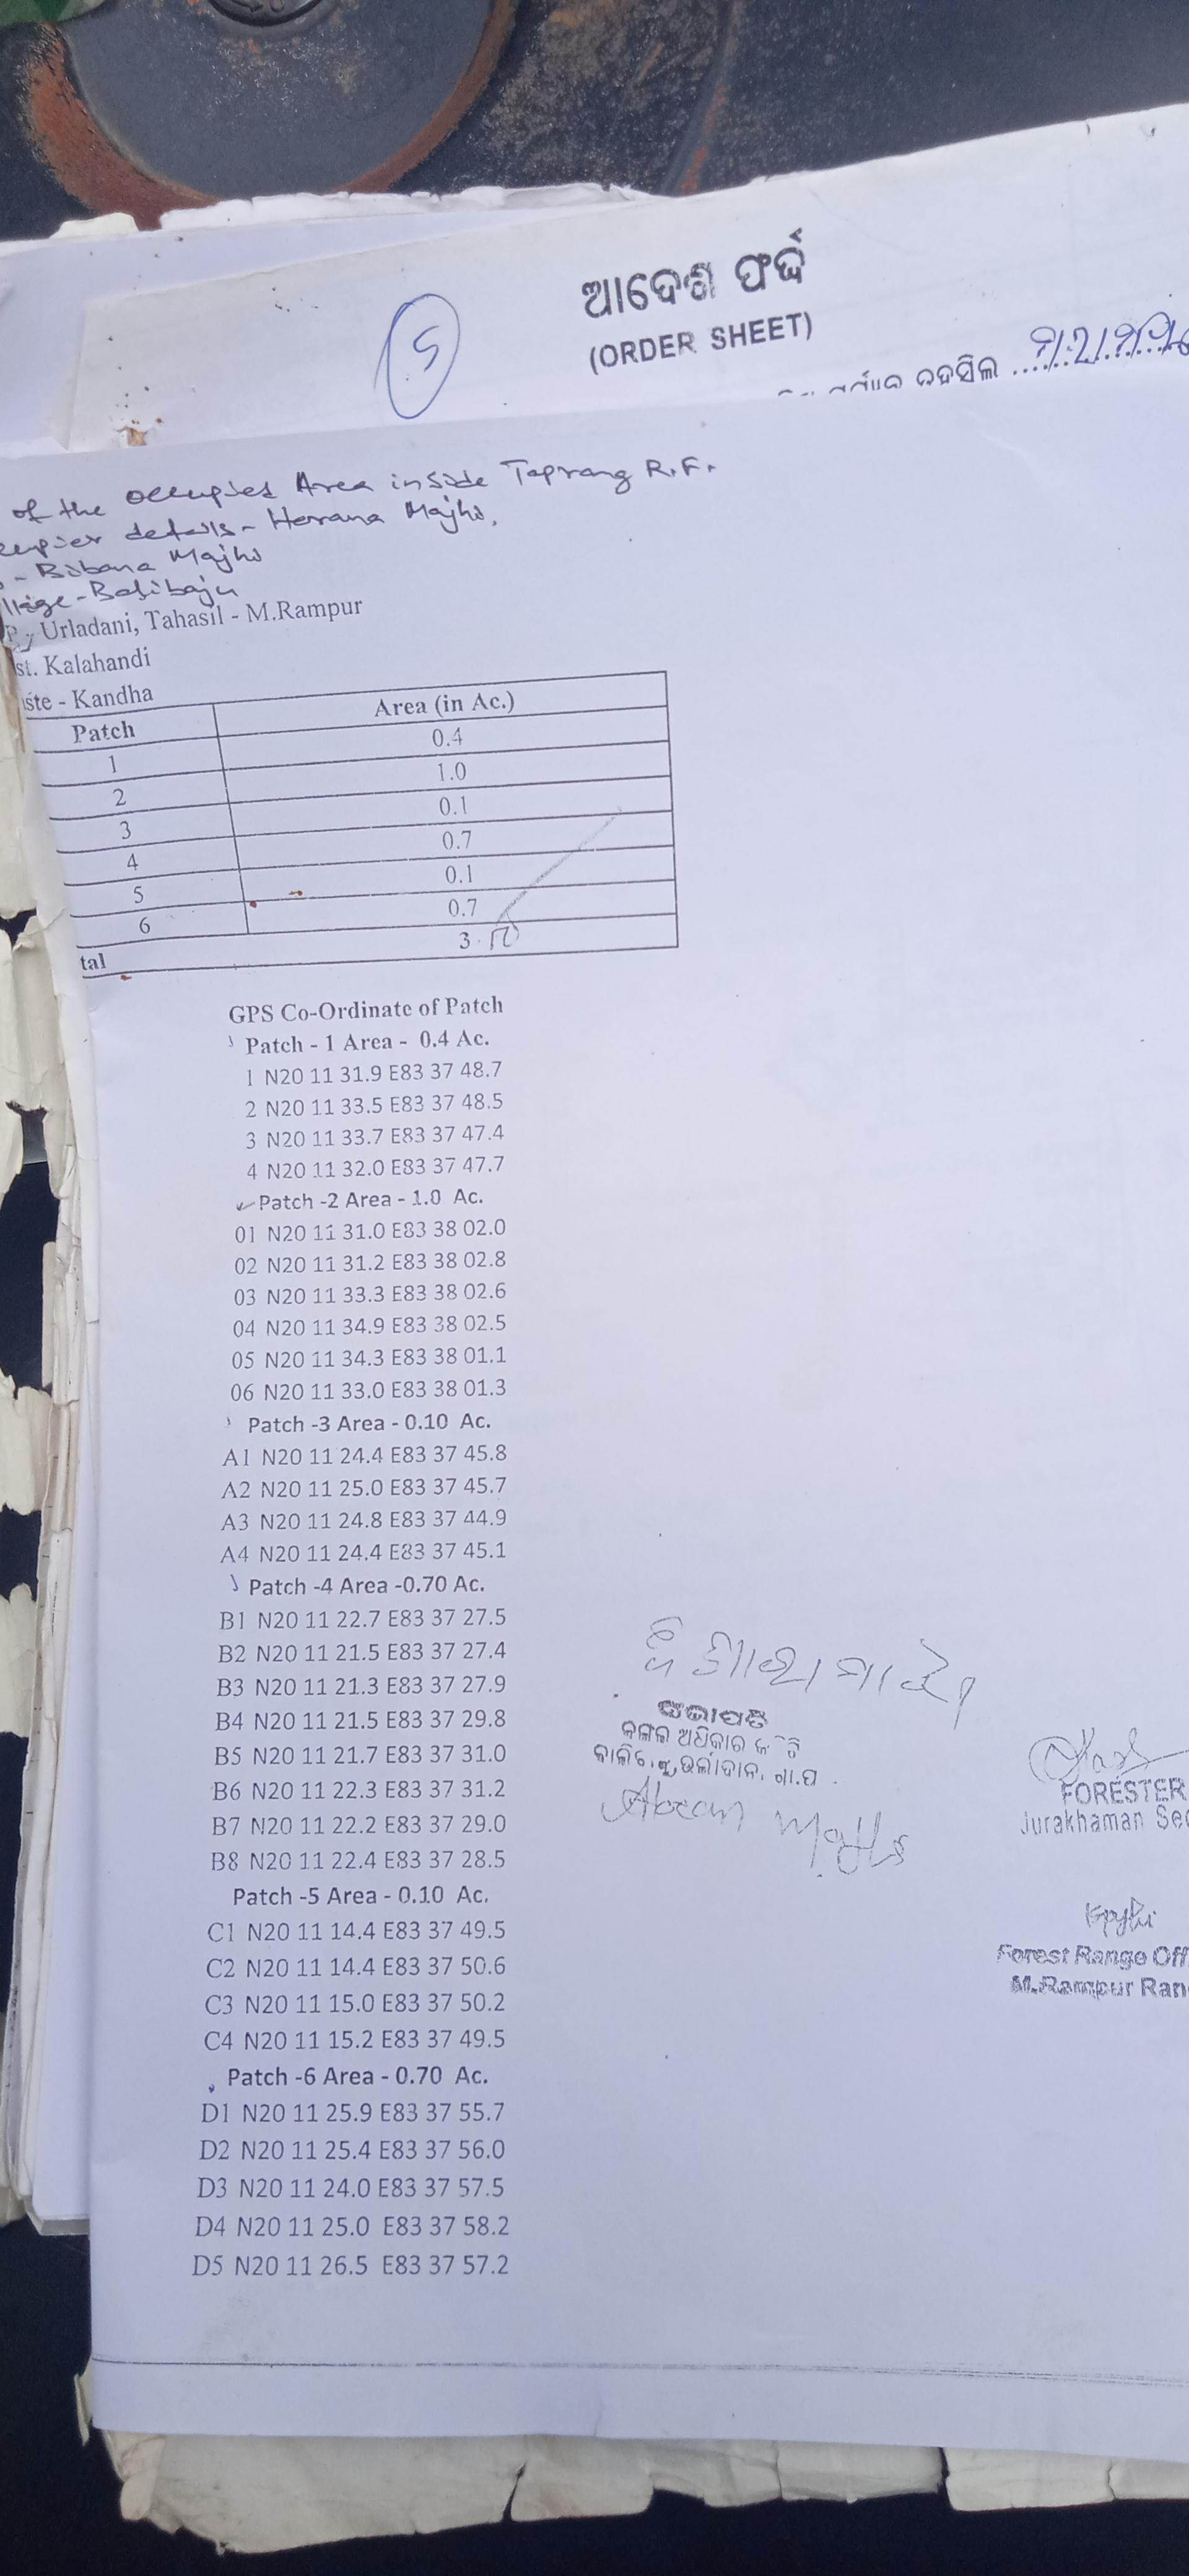 5
ଆଦେଶ ଫର୍ଦ୍ଦ
(ORDER SHEET)
of the occupied Area inside Taprang R.F.
details - Herana Majhi,
- Bibana Majhi
- Balibaju
Urladani, Tahasil - M.Rampur
st. Kalahandi
ste - Kandha
Patch Area (in Ac.)
1 0.4
2 1.0
3 0.1
4 0.7
5 0.1
6 0.7
tal 3.
GPS Co-Ordinate of Patch
Patch - 1 Area - 0.4 Ac.
1 N20 11 31.9 E83 37 48.7
2 N20 11 33.5 E83 37 48.5
3 N20 11 33.7 E83 37 47.4
4 N20 11 32.0 E83 37 47.7
Patch -2 Area - 1.0 Ac.
01 N20 11 31.0 E83 38 02.0
02 N20 11 31.2 E83 38 02.8
03 N20 11 33.3 E83 38 02.6
04 N20 11 34.9 E83 38 02.5
05 N20 11 34.3 E83 38 01.1
06 N20 11 33.0 E83 38 01.3
Patch -3 Area - 0.10 Ac.
A1 N20 11 24.4 E83 37 45.8
A2 N20 11 25.0 E83 37 45.7
A3 N20 11 24.8 E83 37 44.9
A4 N20 11 24.4 E83 37 45.1
Patch -4 Area -0.70 Ac.
B1 N20 11 22.7 E83 37 27.5
B2 N20 11 21.5 E83 37 27.4
B3 N20 11 21.3 E83 37 27.9
B4 N20 11 21.5 E83 37 29.8
B5 N20 11 21.7 E83 37 31.0
B6 N20 11 22.3 E83 37 31.2
B7 N20 11 22.2 E83 37 29.0
B8 N20 11 22.4 E83 37 28.5
Patch -5 Area - 0.10 Ac.
C1 N20 11 14.4 E83 37 49.5
C2 N20 11 14.4 E83 37 50.6
C3 N20 11 15.0 E83 37 50.2
C4 N20 11 15.2 E83 37 49.5
Patch -6 Area - 0.70 Ac.
D1 N20 11 25.9 E83 37 55.7
D2 N20 11 25.4 E83 37 56.0
D3 N20 11 24.0 E83 37 57.5
D4 N20 11 25.0 E83 37 58.2
D5 N20 11 26.5 E83 37 57.2
ସଭାପତି
ଜଙ୍ଗଲ ଅଧିକାର
Majhi
FORESTER
Jurakhaman Sec
Forest Range Off
M.Rampur Ran